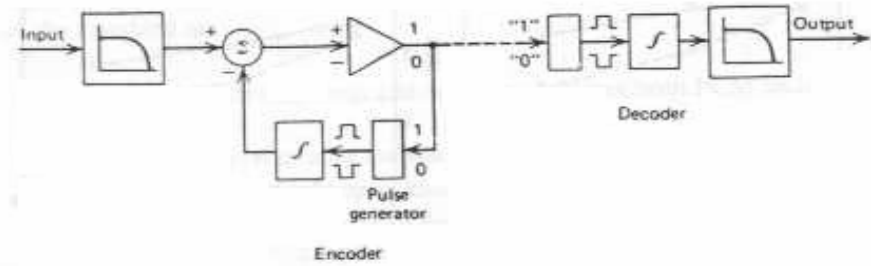 Input
+
Σ
−
+
−
1
0
"1"
"0"
∫
Output
Decoder
∫
1
0
Pulse
generator
Encoder